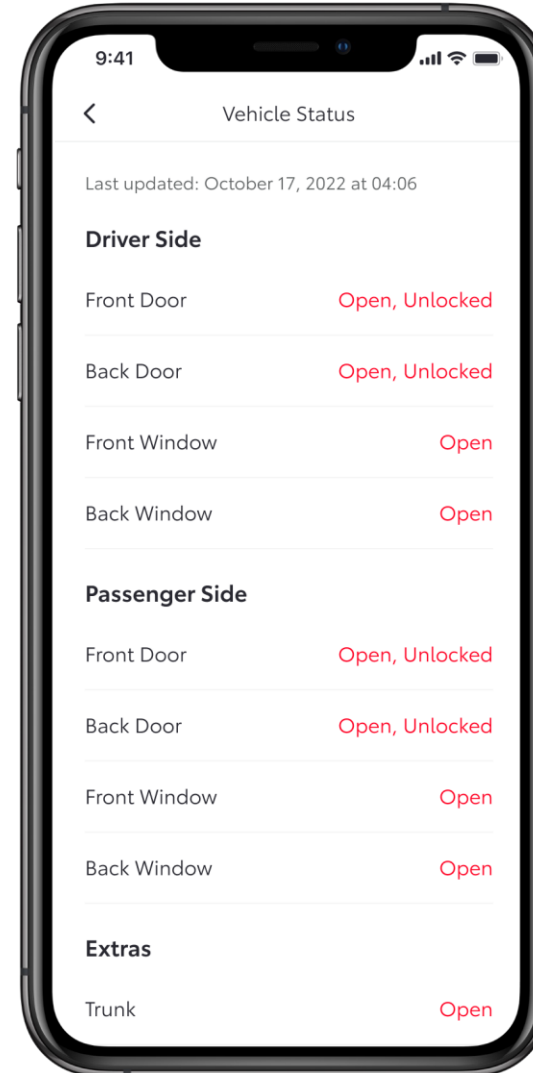 9:41
Vehicle Status
Last updated: October 17, 2022 at 04:06
Driver Side
Front Door Open, Unlocked
Back Door Open, Unlocked
Front Window Open
Back Window Open
Passenger Side
Front Door Open, Unlocked
Back Door Open, Unlocked
Front Window Open
Back Window Open
Extras
Trunk Open